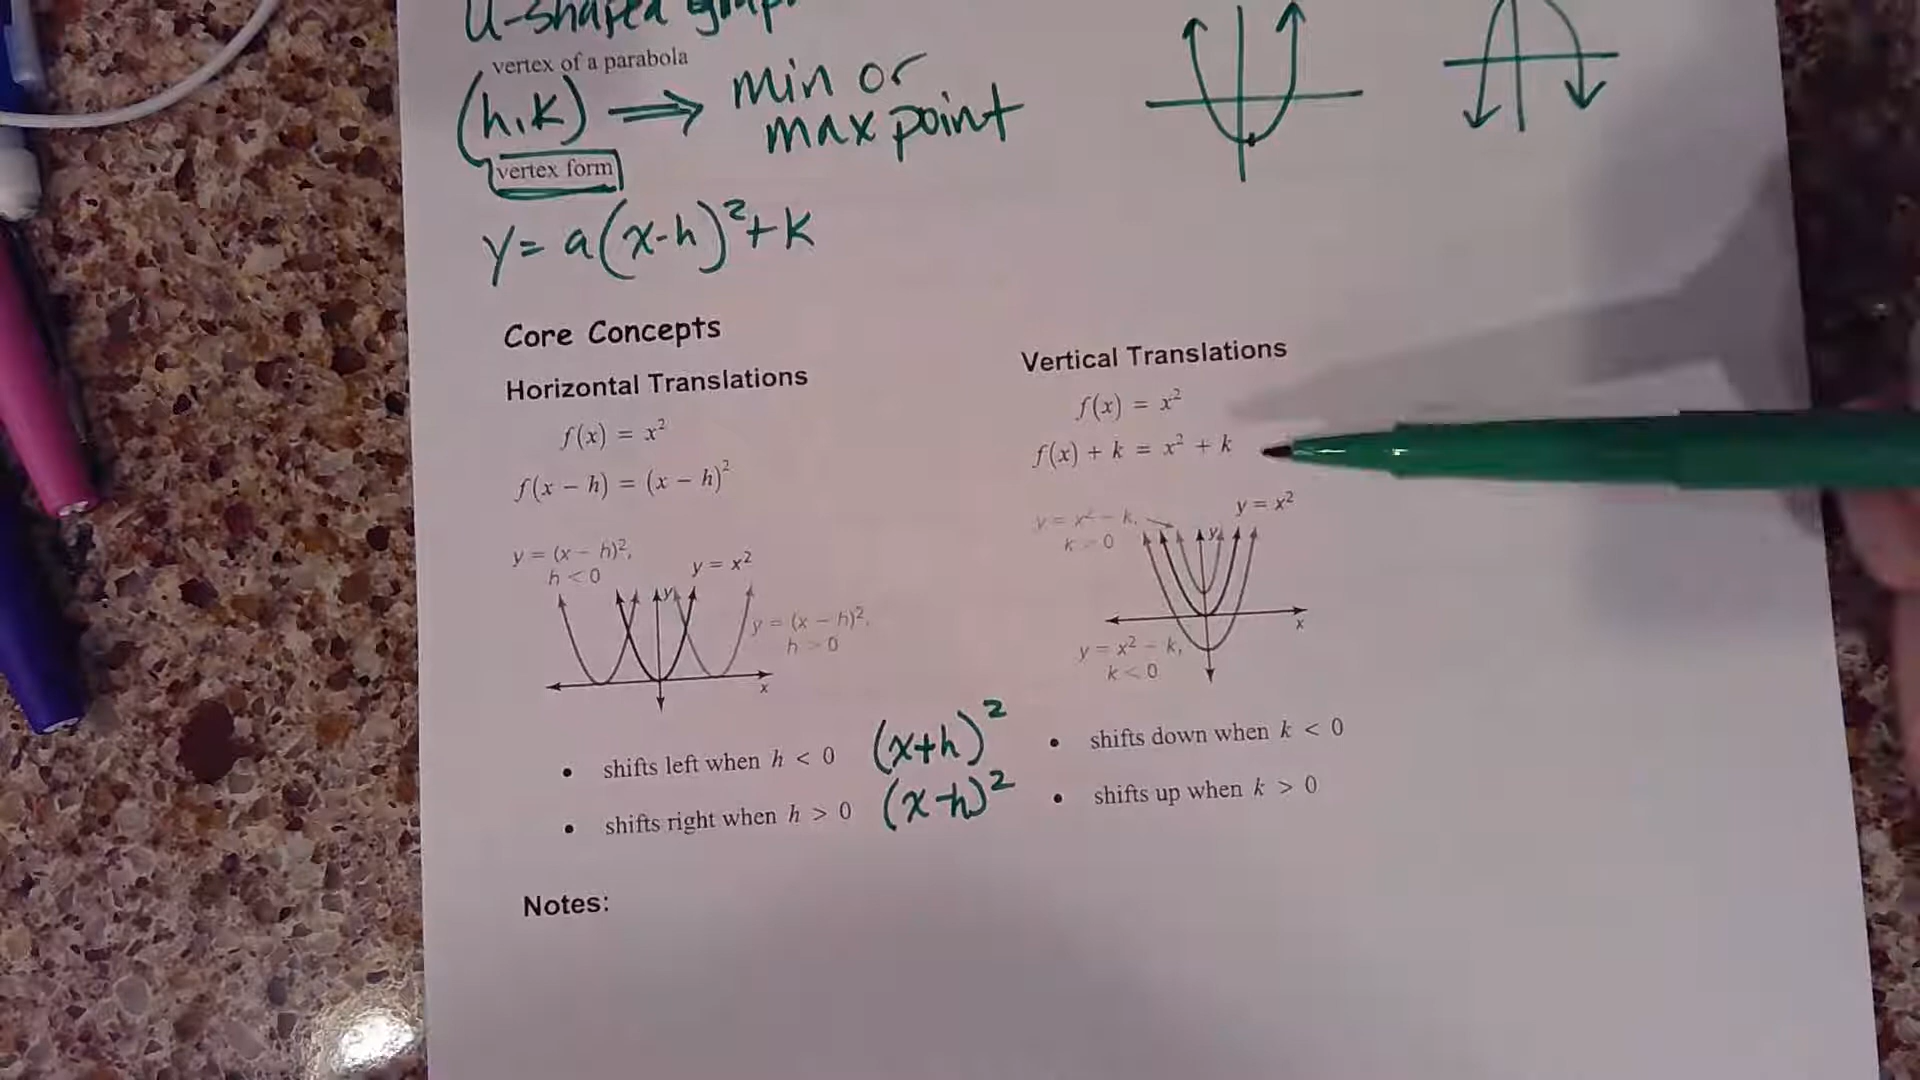 U-shaped graph
vertex of a parabola
(h,k) ⟹ min or
max point
vertex form
y = a(x-h)²+k
Core Concepts
Horizontal Translations
f(x) = x²
f(x − h) = (x − h)²
y = (x − h)²,
h < 0
y = x²
y
y = (x − h)²,
h > 0
x
shifts left when h < 0 (x+h)²
shifts right when h > 0 (x-h)²
Vertical Translations
f(x) = x²
f(x) + k = x² + k
y = x² − k,
k > 0
y = x²
y
x
y = x² − k,
k < 0
shifts down when k < 0
shifts up when k > 0
Notes: